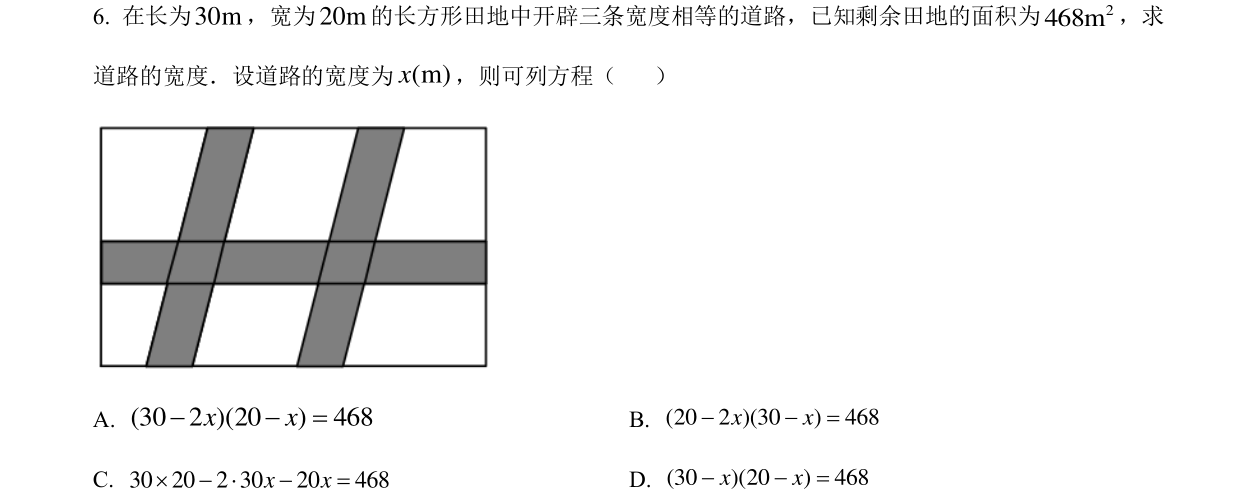 6. 在长为30m，宽为20m的长方形田地中开辟三条宽度相等的道路，已知剩余田地的面积为468m²，求
道路的宽度．设道路的宽度为x(m)，则可列方程（　　）
A. (30－2x)(20－x)＝468
B. (20－2x)(30－x)＝468
C. 30×20－2·30x－20x＝468
D. (30－x)(20－x)＝468